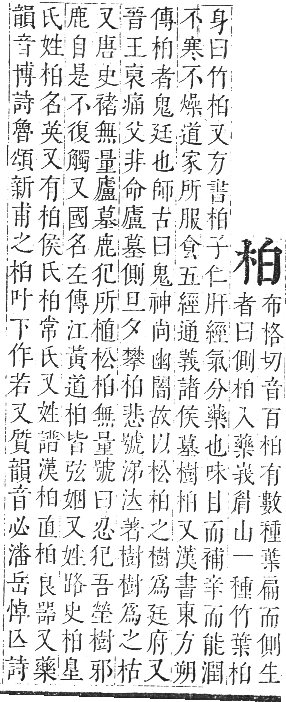 柏
布格切音百柏有數種葉扁而側生
者曰側柏入藥峩眉山一種竹葉柏
身曰竹柏又方書柏子仁肝經氣分藥也味甘而補辛而能潤
不寒不燥道家所服食五經通義諸侯墓樹柏又漢書東方朔
傳柏者鬼廷也師古曰鬼神尚幽闇故以松柏之樹爲廷府又
晉王裒痛父非命廬墓側旦夕攀柏悲號涕泣著樹樹爲之枯
又唐史褚無量廬墓鹿犯所植松柏無量號曰忍犯吾塋樹邪
鹿自是不復觸又國名左傳江黃道柏皆弦姻又姓路史柏皇
氏姓柏名英又有柏侯氏柏常氏又姓譜漢柏直柏良器又藥
韻音博詩魯頌新甫之柏叶下作若又質韻音必潘岳悼亾詩